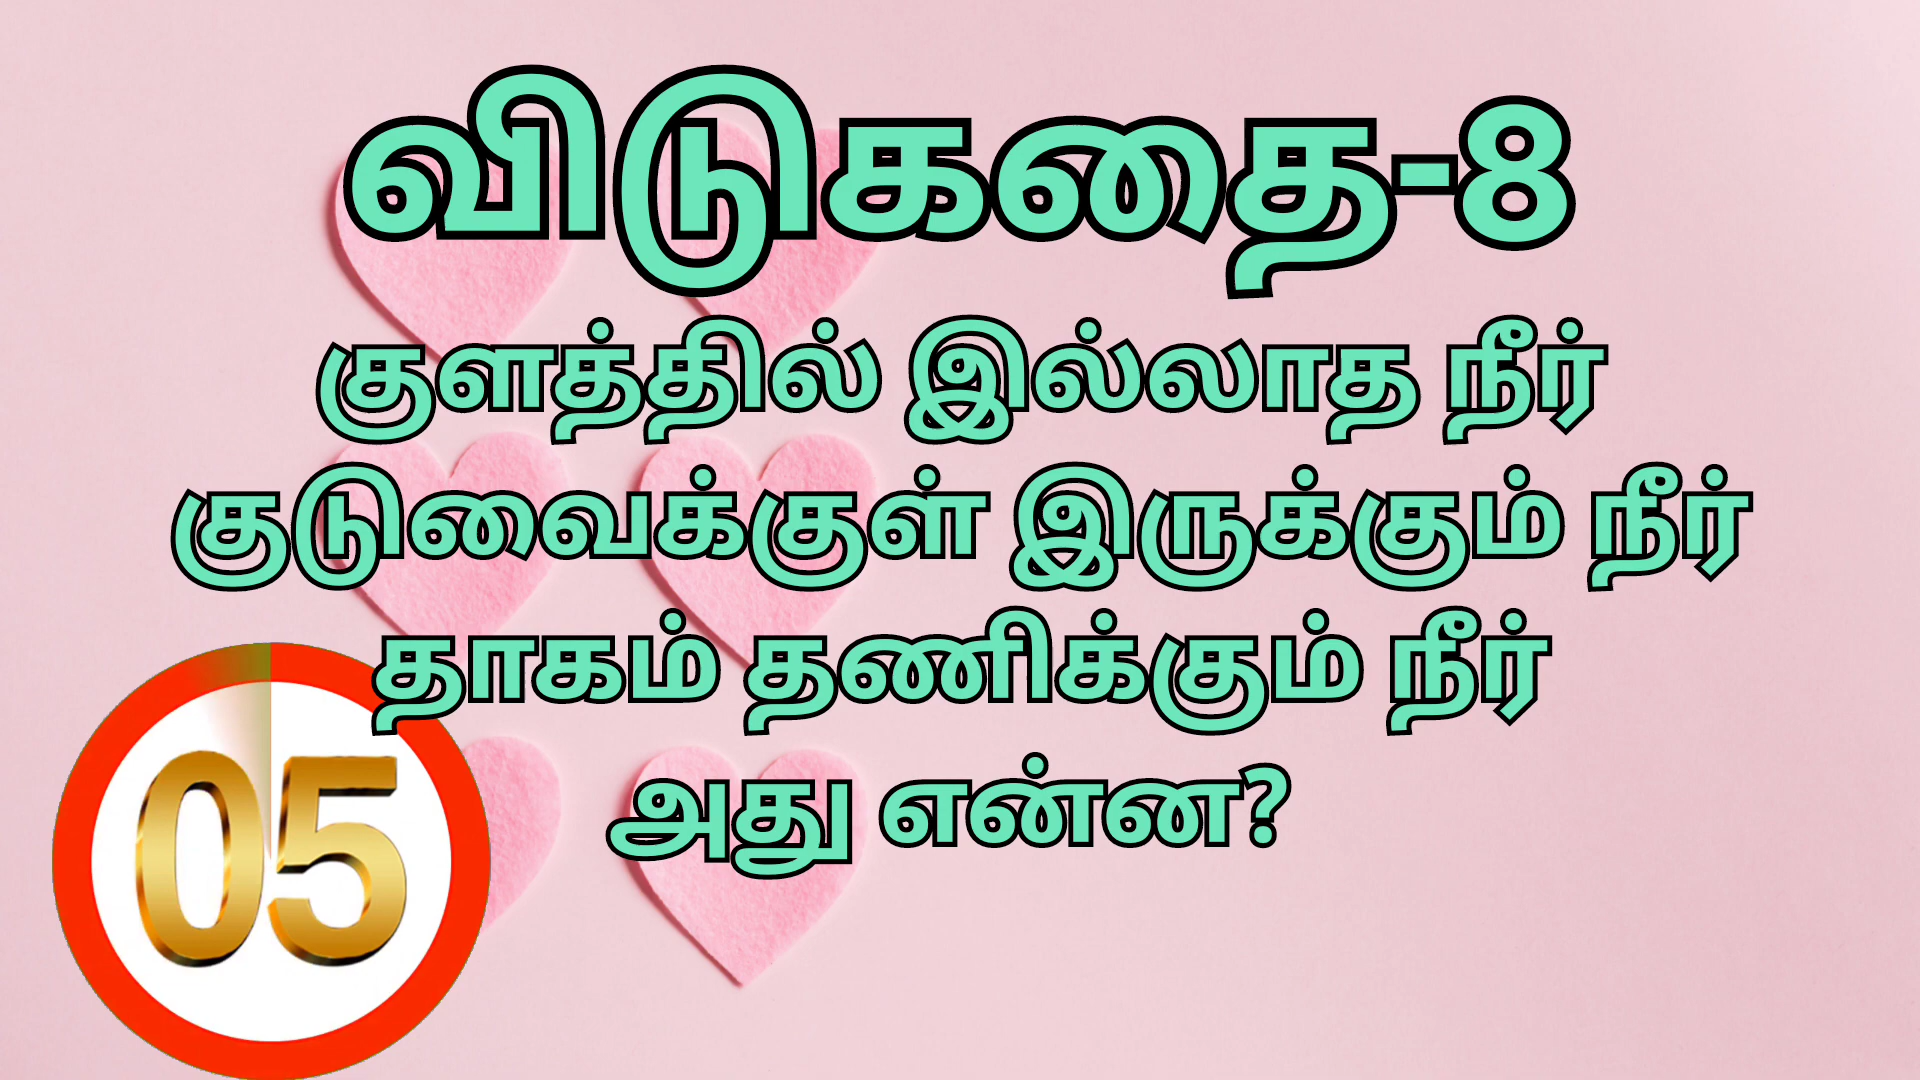 விடுகதை-8
குளத்தில் இல்லாத நீர்
குடுவைக்குள் இருக்கும் நீர்
தாகம் தணிக்கும் நீர்
அது என்ன?
05